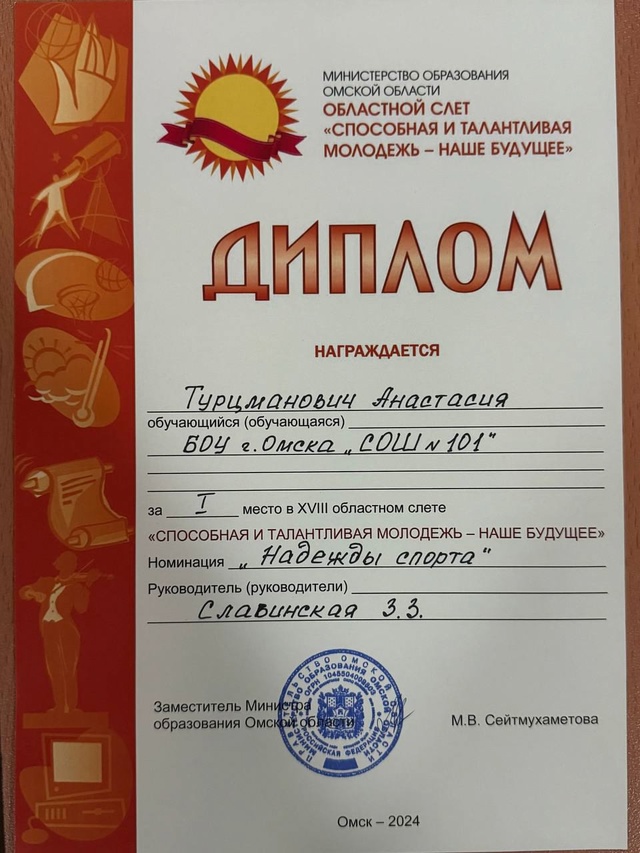 МИНИСТЕРСТВО ОБРАЗОВАНИЯ
ОМСКОЙ ОБЛАСТИ
ОБЛАСТНОЙ СЛЕТ
«СПОСОБНАЯ И ТАЛАНТЛИВАЯ
МОЛОДЕЖЬ – НАШЕ БУДУЩЕЕ»
ДИПЛОМ
НАГРАЖДАЕТСЯ
Турцманович Анастасия
обучающийся (обучающаяся)
БОУ г. Омска „СОШ № 101"
за I место в XVIII областном слете
«СПОСОБНАЯ И ТАЛАНТЛИВАЯ МОЛОДЕЖЬ – НАШЕ БУДУЩЕЕ»
Номинация „Надежды спорта"
Руководитель (руководители)
Славинская З.З.
Заместитель Министра
образования Омской области М.В. Сейтмухаметова
Омск – 2024